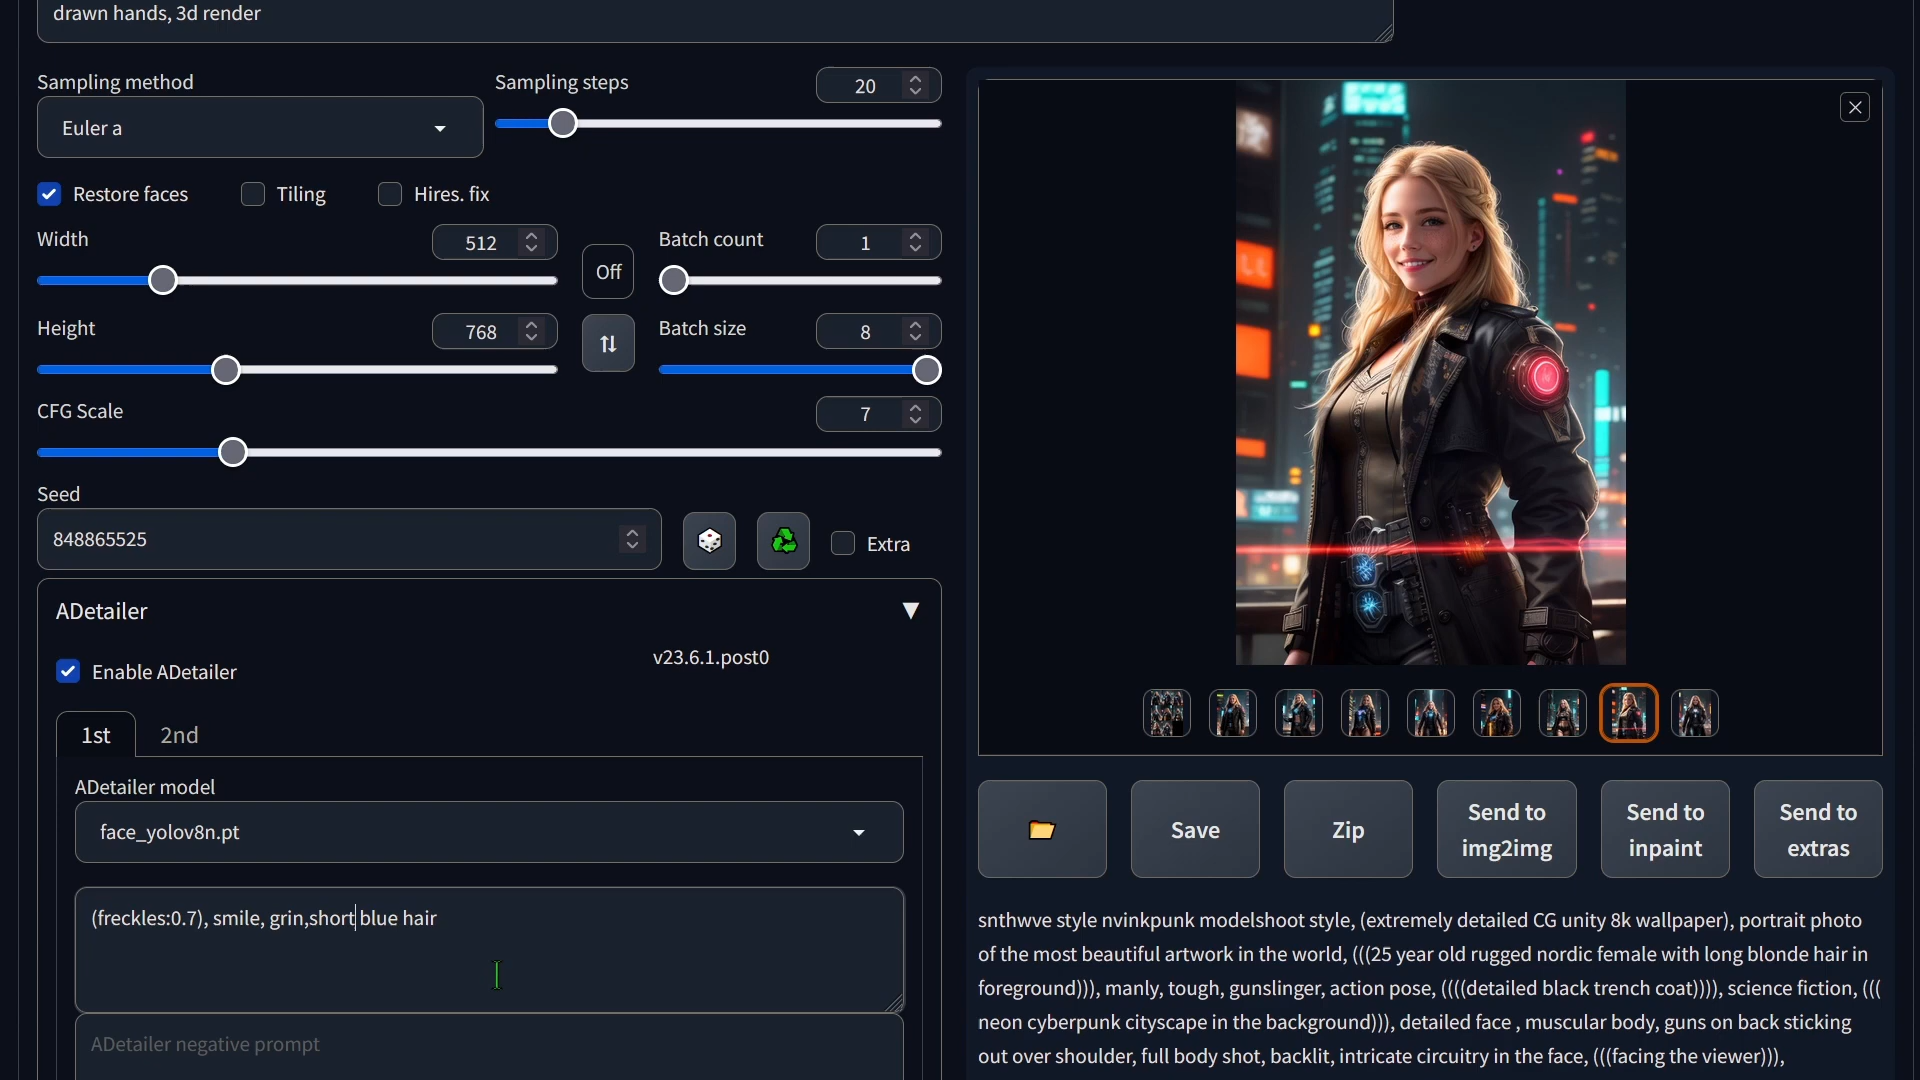 drawn hands, 3d render
Sampling method
Euler a
Sampling steps
20
Restore faces
Tiling
Hires. fix
Width
512
Off
Batch count
1
Height
768
Batch size
8
CFG Scale
7
Seed
848865525
Extra
ADetailer
▼
Enable ADetailer
v23.6.1.post0
1st
2nd
ADetailer model
face_yolov8n.pt
(freckles:0.7), smile, grin,short blue hair
ADetailer negative prompt
Save
Zip
Send to
img2img
Send to
inpaint
Send to
extras
snthwve style nvinkpunk modelshoot style, (extremely detailed CG unity 8k wallpaper), portrait photo
of the most beautiful artwork in the world, (((25 year old rugged nordic female with long blonde hair in
foreground))), manly, tough, gunslinger, action pose, ((((detailed black trench coat)))), science fiction, (((
neon cyberpunk cityscape in the background))), detailed face , muscular body, guns on back sticking
out over shoulder, full body shot, backlit, intricate circuitry in the face, (((facing the viewer))),